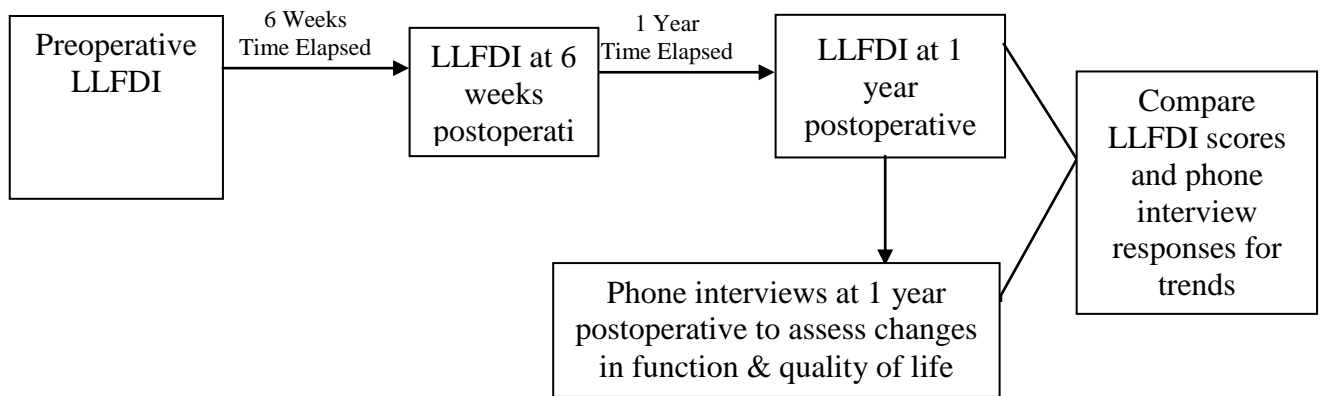 Preoperative
LLFDI
6 Weeks
Time Elapsed
LLFDI at 6
weeks
postoperati
1 Year
Time Elapsed
LLFDI at 1
year
postoperative
Phone interviews at 1 year
postoperative to assess changes
in function & quality of life
Compare
LLFDI scores
and phone
interview
responses for
trends